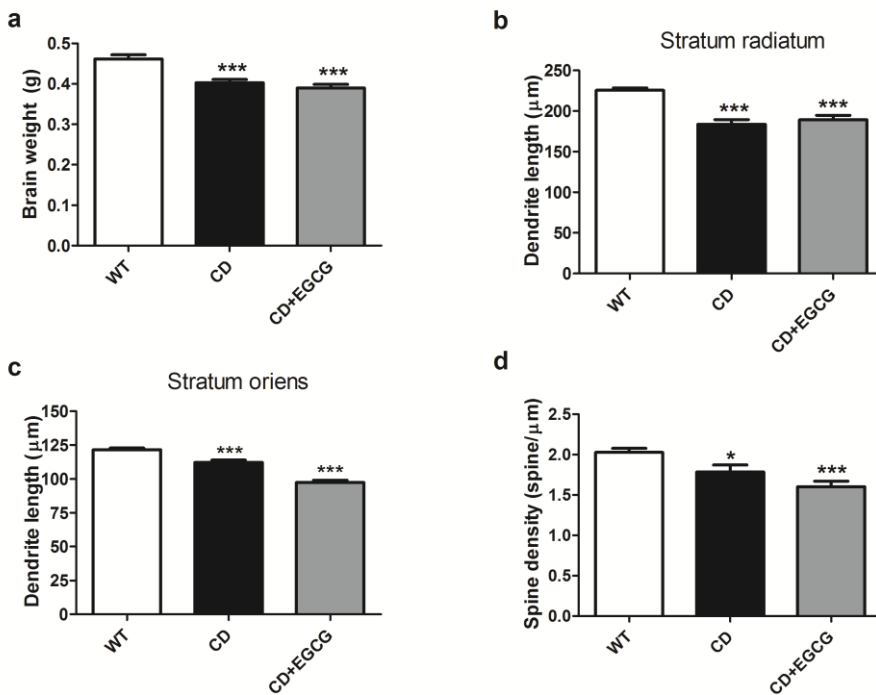 a
Brain weight (g)
0.5
0.4
0.3
0.2
0.1
0.0
***
***
WT
CD
CD+EGCG
b
Stratum radiatum
Dendrite length (μm)
250
200
150
100
50
0
***
***
WT
CD
CD+EGCG
c
Stratum oriens
Dendrite length (μm)
150
125
100
75
50
25
0
***
***
WT
CD
CD+EGCG
d
Spine density (spine/μm)
2.5
2.0
1.5
1.0
0.5
0.0
*
***
WT
CD
CD+EGCG